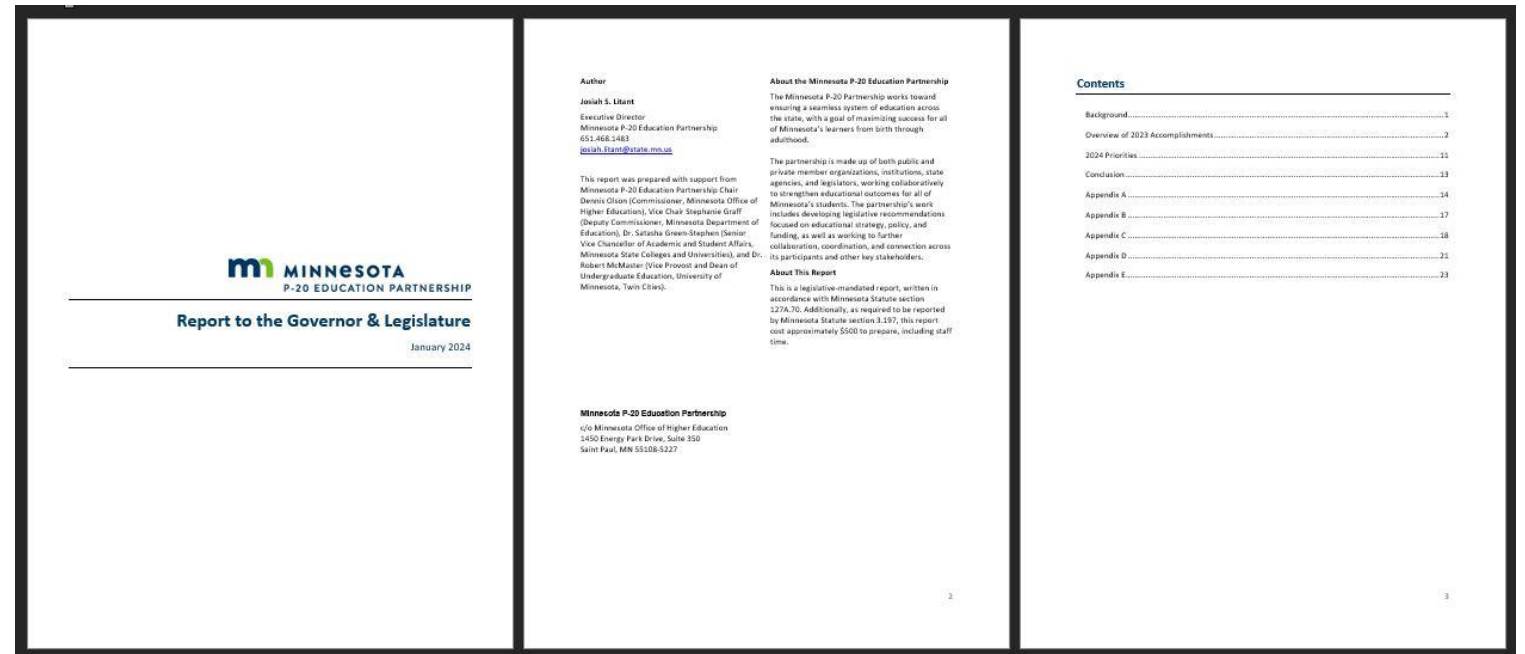 mn MINNESOTA
P-20 EDUCATION PARTNERSHIP
Report to the Governor & Legislature
January 2024
Author
Josiah S. Litant
Executive Director
Minnesota P-20 Education Partnership
651.468.1483
josiah.litant@state.mn.us
This report was prepared with support from
Minnesota P-20 Education Partnership Chair
Dennis Olson (Commissioner, Minnesota Office of
Higher Education), Vice Chair Stephanie Graff
(Deputy Commissioner, Minnesota Department of
Education), Dr. Satasha Green-Stephen (Senior
Vice Chancellor of Academic and Student Affairs,
Minnesota State Colleges and Universities), and Dr.
Robert McMaster (Vice Provost and Dean of
Undergraduate Education, University of
Minnesota, Twin Cities).
Minnesota P-20 Education Partnership
c/o Minnesota Office of Higher Education
1450 Energy Park Drive, Suite 350
Saint Paul, MN 55108-5227
About the Minnesota P-20 Education Partnership
The Minnesota P-20 Partnership works toward
ensuring a seamless system of education across
the state, with a goal of maximizing success for all
of Minnesota's learners from birth through
adulthood.
The partnership is made up of both public and
private member organizations, institutions, state
agencies, and legislators, working collaboratively
to strengthen educational outcomes for all of
Minnesota's students. The partnership's work
includes developing legislative recommendations
focused on educational strategy, policy, and
funding, as well as working to further
collaboration, coordination, and connection across
its participants and other key stakeholders.
About This Report
This is a legislative-mandated report, written in
accordance with Minnesota Statute section
127A.70. Additionally, as required to be reported
by Minnesota Statute section 3.197, this report
cost approximately $500 to prepare, including staff
time.
2
Contents
Background 1
Overview of 2023 Accomplishments 2
2024 Priorities 11
Conclusion 13
Appendix A 14
Appendix B 17
Appendix C 18
Appendix D 21
Appendix E 23
3